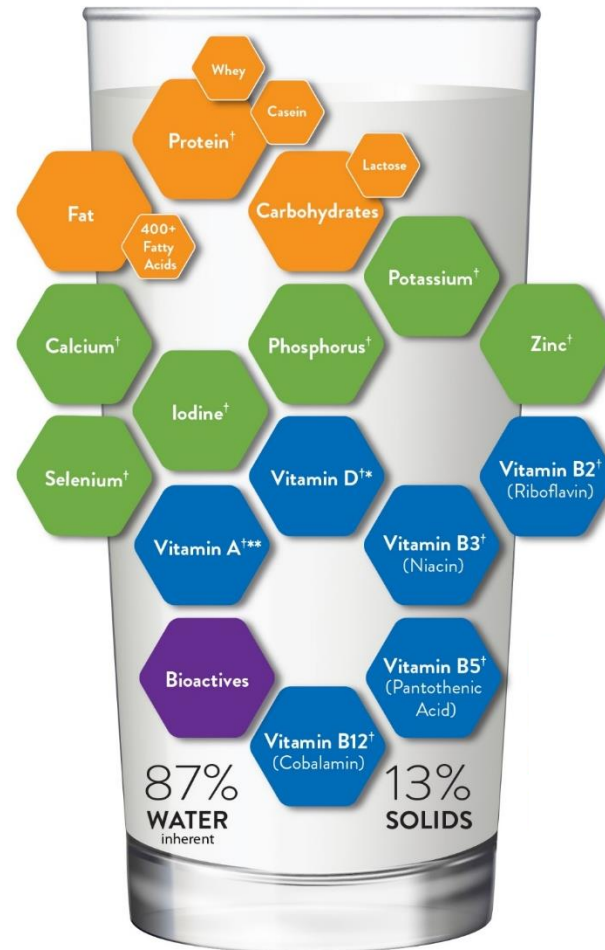 Whey
Casein
Protein†
Lactose
Fat
Carbohydrates
400+
Fatty
Acids
Potassium†
Calcium†
Phosphorus†
Zinc†
Iodine†
Selenium†
Vitamin D†*
Vitamin B2†
(Riboflavin)
Vitamin A†**
Vitamin B3†
(Niacin)
Bioactives
Vitamin B5†
(Pantothenic
Acid)
Vitamin B12†
(Cobalamin)
87%
WATER
inherent
13%
SOLIDS